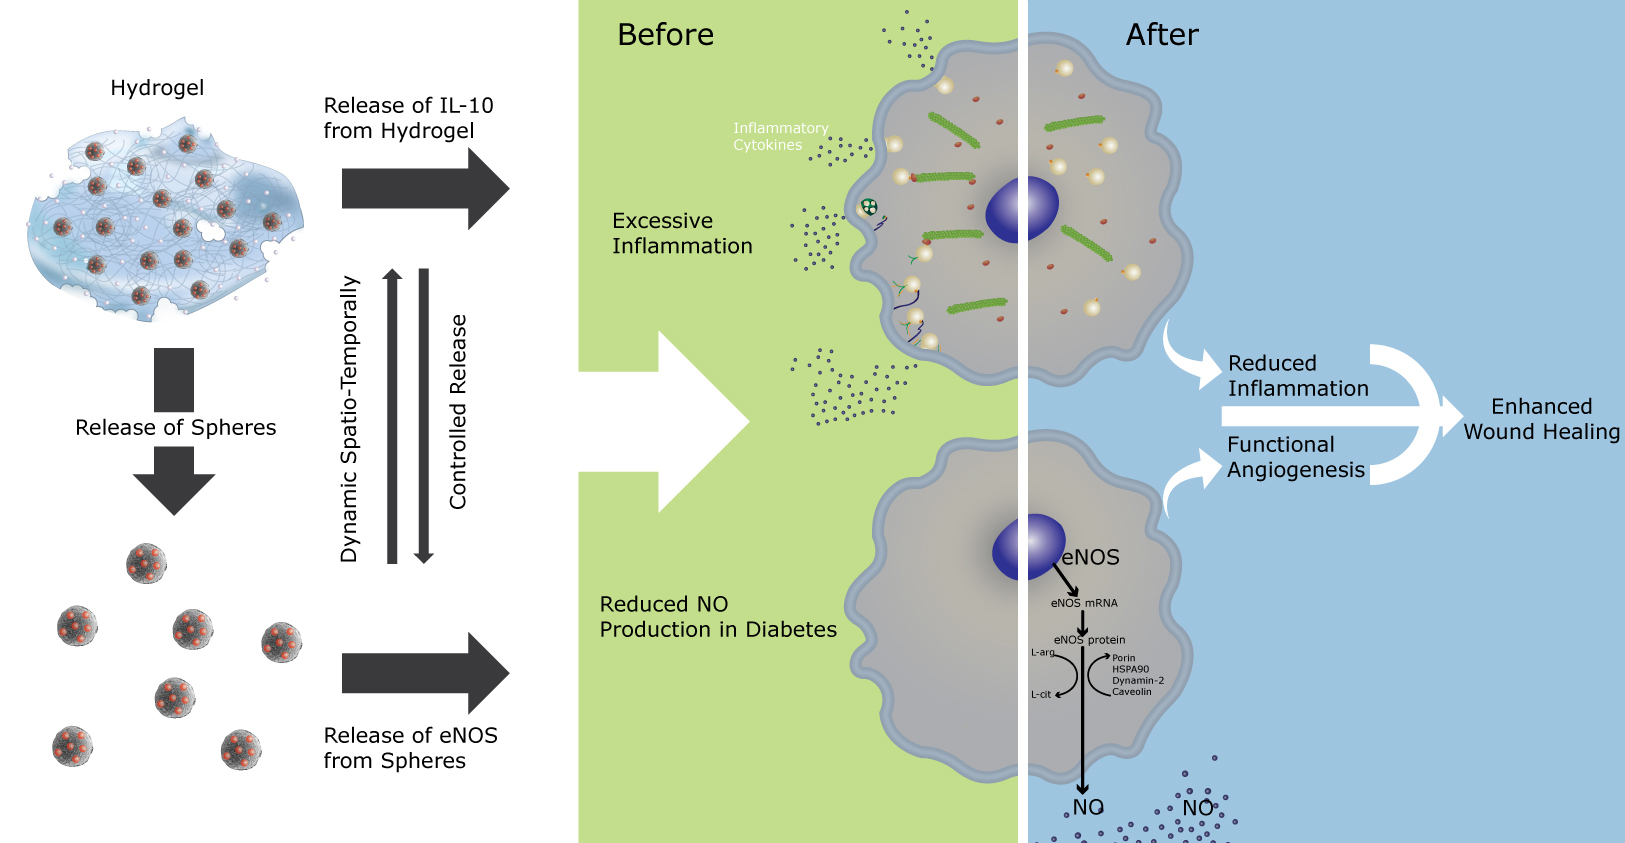 Hydrogel
Release of IL-10
from Hydrogel
Release of Spheres
Dynamic Spatio-Temporally
Controlled Release
Release of eNOS
from Spheres
Before
Inflammatory
Cytokines
Excessive
Inflammation
Reduced NO
Production in Diabetes
After
Reduced
Inflammation
Functional
Angiogenesis
Enhanced
Wound Healing
eNOS
eNOS mRNA
eNOS protein
L-arg
L-cit
Porin
HSPA90
Dynamin-2
Caveolin
NO
NO